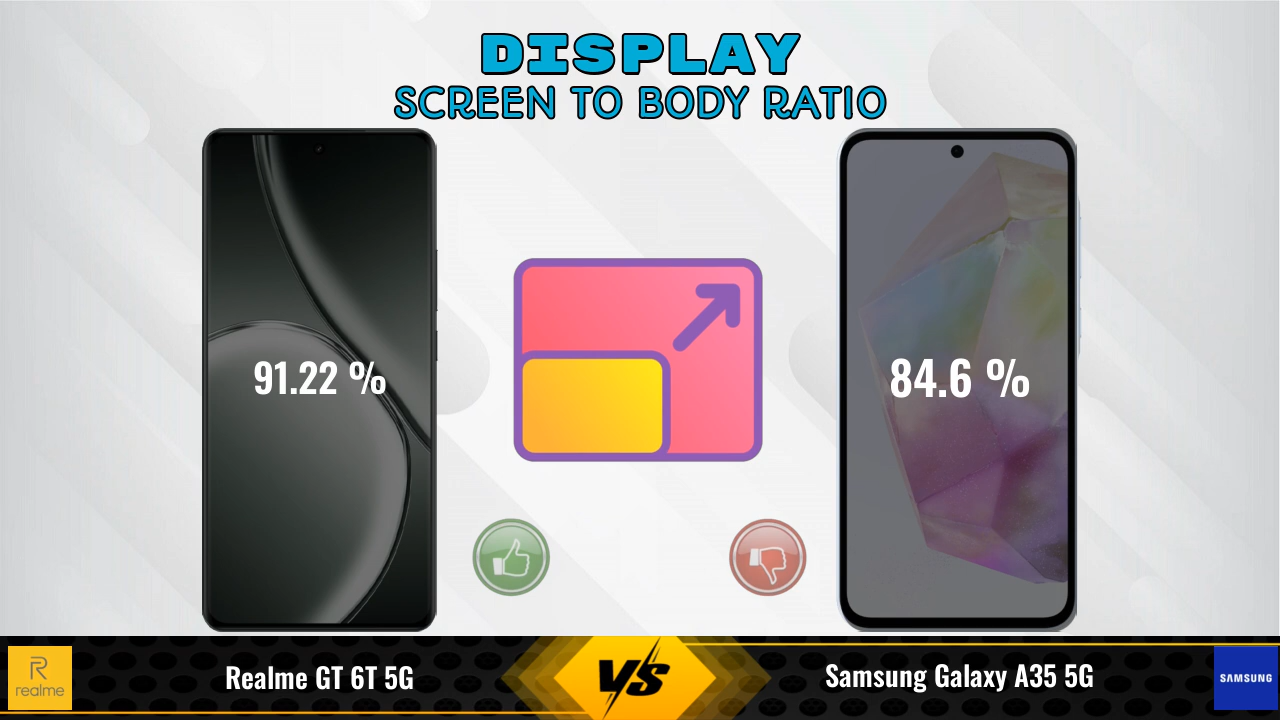 DISPLAY
SCREEN TO BODY RATIO
91.22 %
84.6 %
realme
Realme GT 6T 5G
VS
Samsung Galaxy A35 5G
SAMSUNG